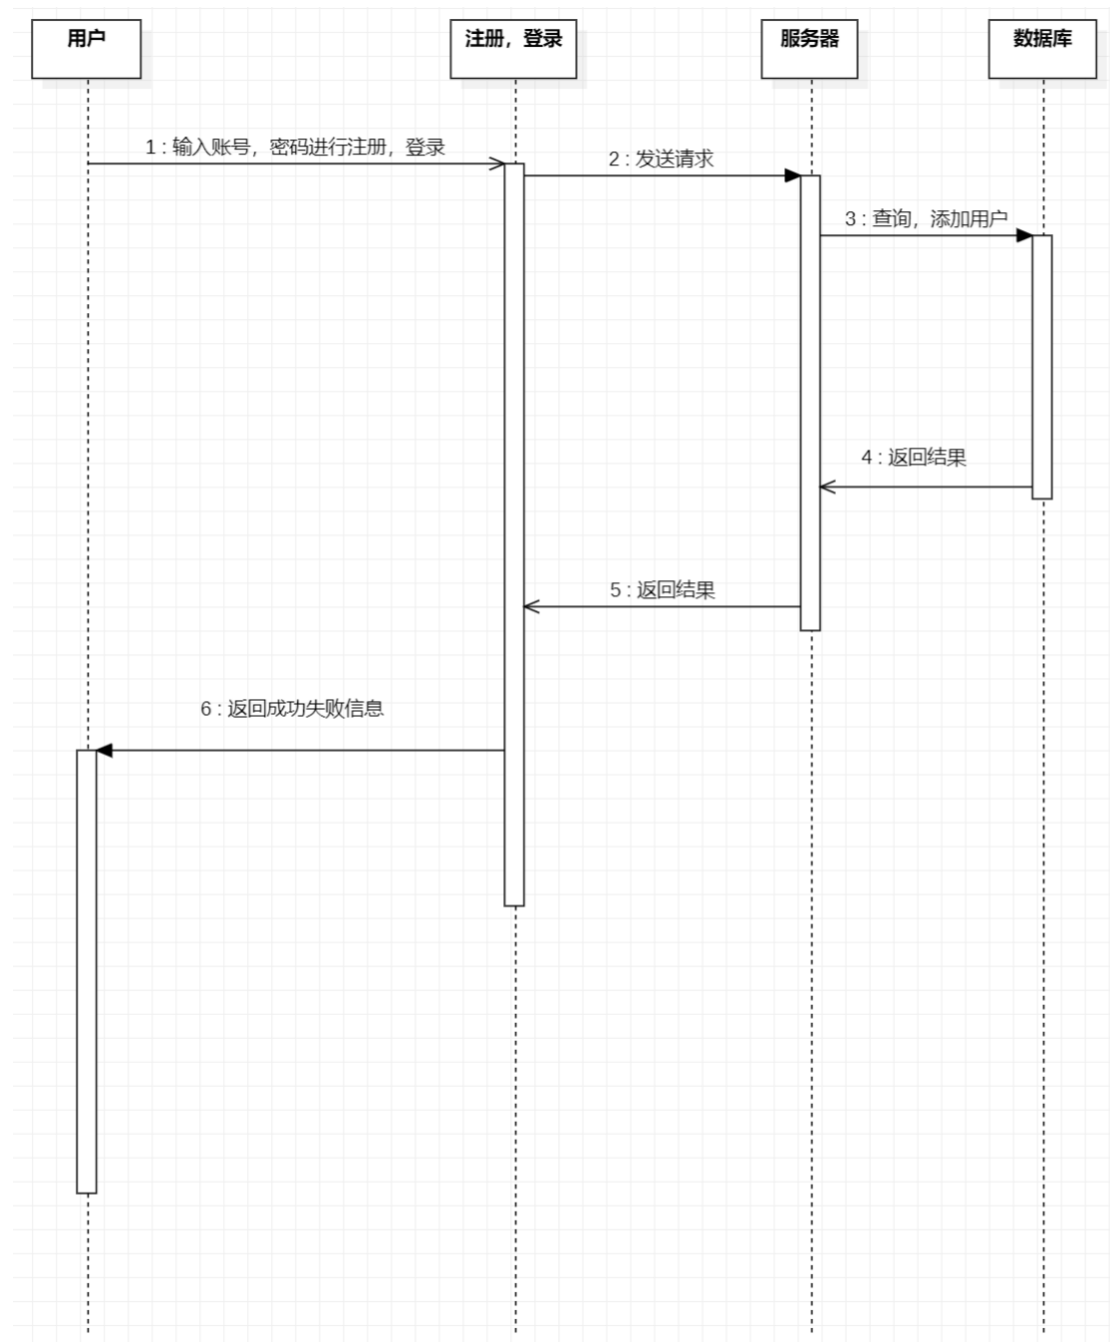 用户
注册，登录
服务器
数据库
1 : 输入账号，密码进行注册，登录
2 : 发送请求
3 : 查询，添加用户
4 : 返回结果
5 : 返回结果
6 : 返回成功失败信息